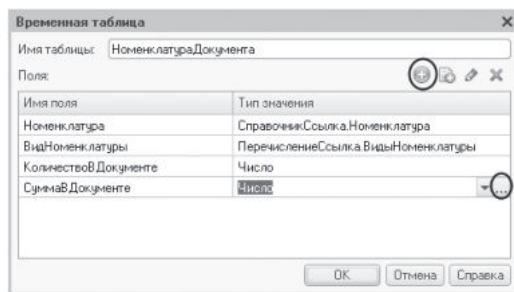 Временная таблица
Имя таблицы: НоменклатураДокумента
Поля:
Имя поля Тип значения
Номенклатура СправочникСсылка.Номенклатура
ВидНоменклатуры ПеречислениеСсылка.ВидыНоменклатуры
КоличествоВДокументе Число
СуммаВДокументе Число ...
OK Отмена Справка